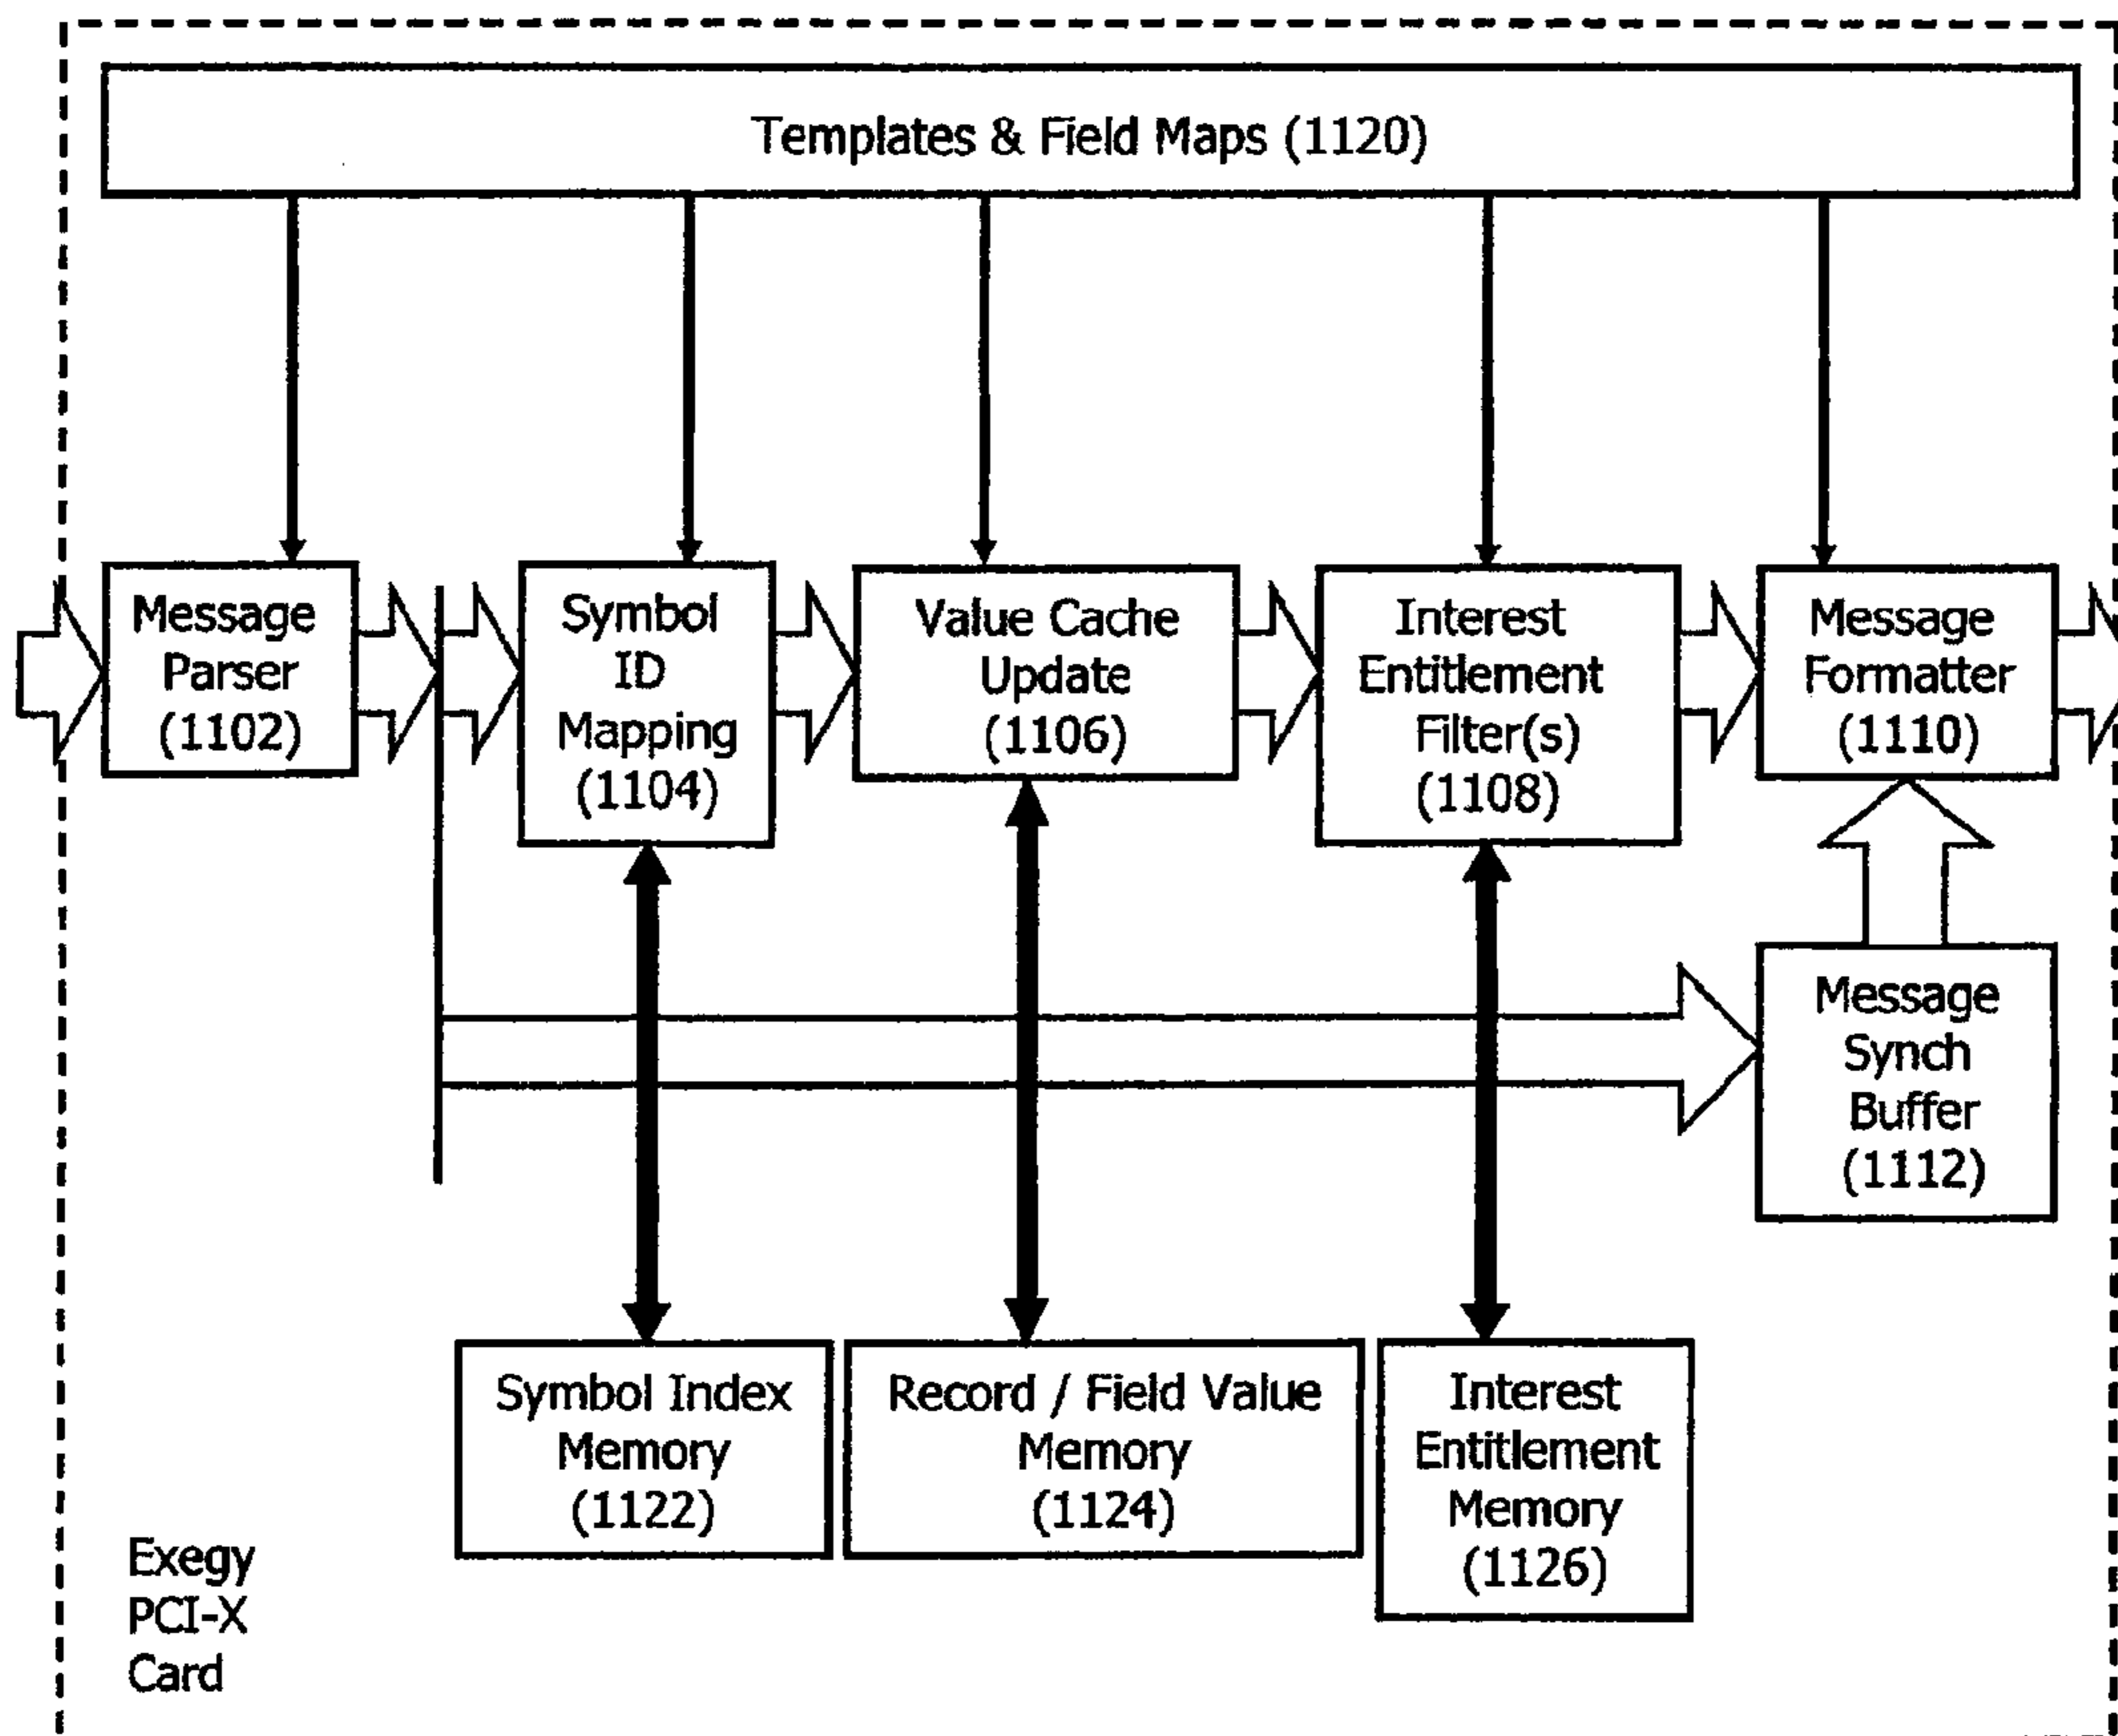 Templates & Field Maps (1120)
Message
Parser
(1102)
Symbol
ID
Mapping
(1104)
Value Cache
Update
(1106)
Interest
Entitlement
Filter(s)
(1108)
Message
Formatter
(1110)
Message
Synch
Buffer
(1112)
Symbol Index
Memory
(1122)
Record / Field Value
Memory
(1124)
Interest
Entitlement
Memory
(1126)
Exegy
PCI-X
Card